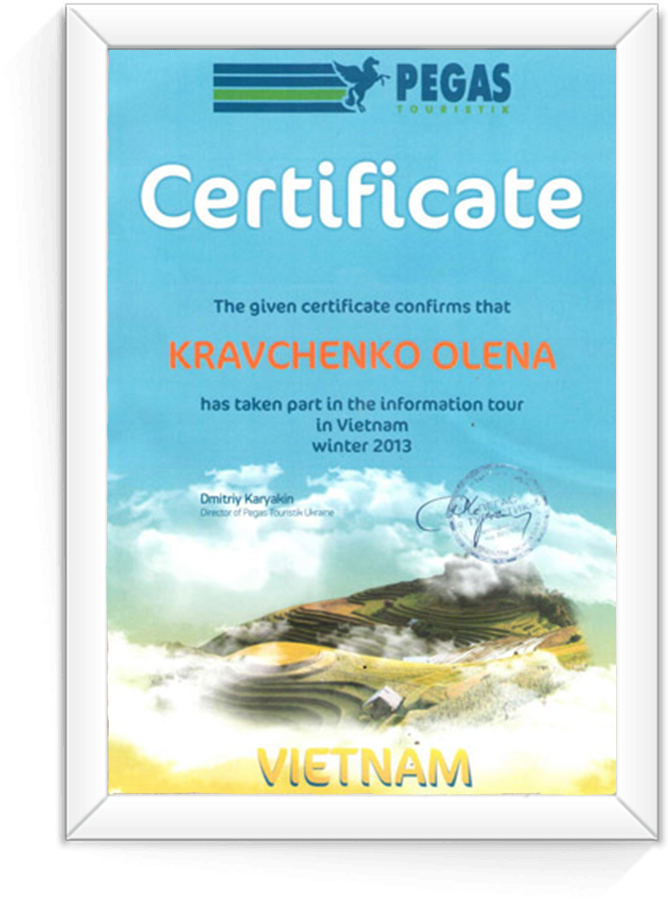 PEGAS
TOURISTIK
Certificate
The given certificate confirms that
KRAVCHENKO OLENA
has taken part in the information tour
in Vietnam
winter 2013
Dmitriy Karyakin
Director of Pegas Touristik Ukraine
VIETNAM